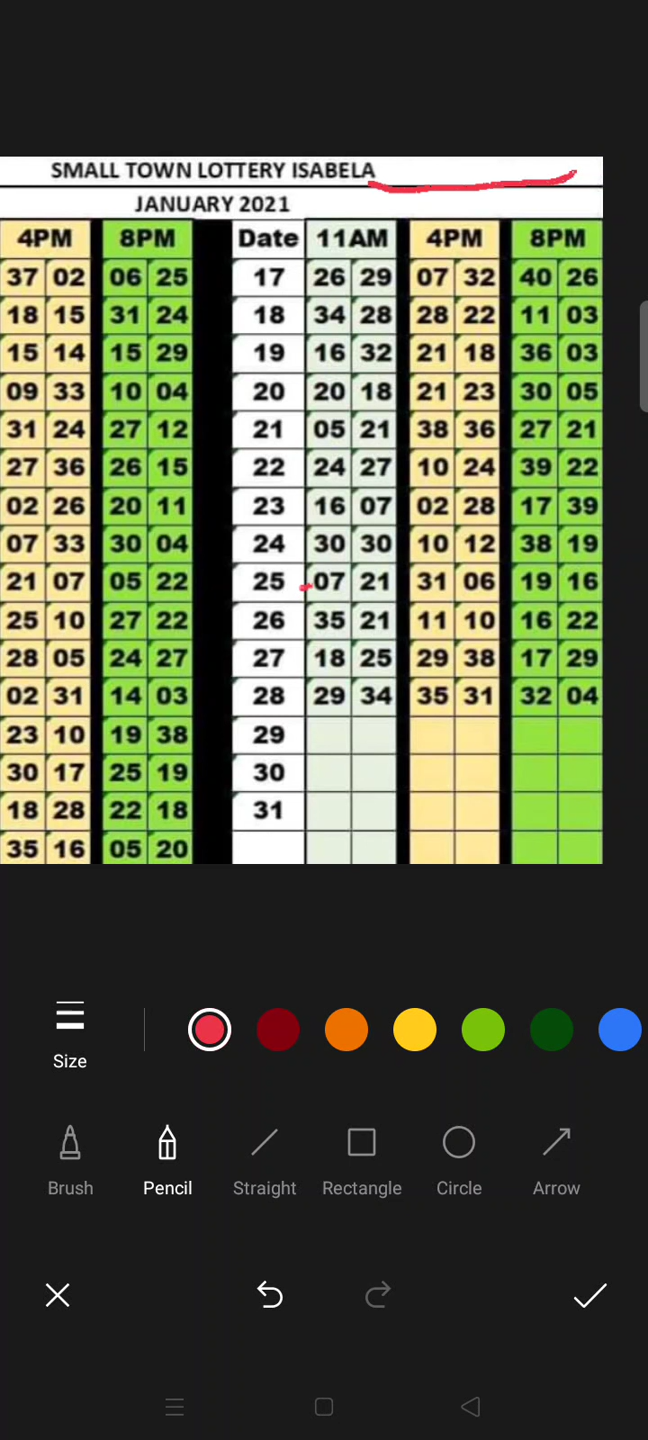 SMALL TOWN LOTTERY ISABELA
JANUARY 2021
4PM 8PM Date 11AM 4PM 8PM
37 02 06 25 17 26 29 07 32 40 26
18 15 31 24 18 34 28 28 22 11 03
15 14 15 29 19 16 32 21 18 36 03
09 33 10 04 20 20 18 21 23 30 05
31 24 27 12 21 05 21 38 36 27 21
27 36 26 15 22 24 27 10 24 39 22
02 26 20 11 23 16 07 02 28 17 39
07 33 30 04 24 30 30 10 12 38 19
21 07 05 22 25 07 21 31 06 19 16
25 10 27 22 26 35 21 11 10 16 22
28 05 24 27 27 18 25 29 38 17 29
02 31 14 03 28 29 34 35 31 32 04
23 10 19 38 29
30 17 25 19 30
18 28 22 18 31
35 16 05 20
Size
Brush Pencil Straight Rectangle Circle Arrow